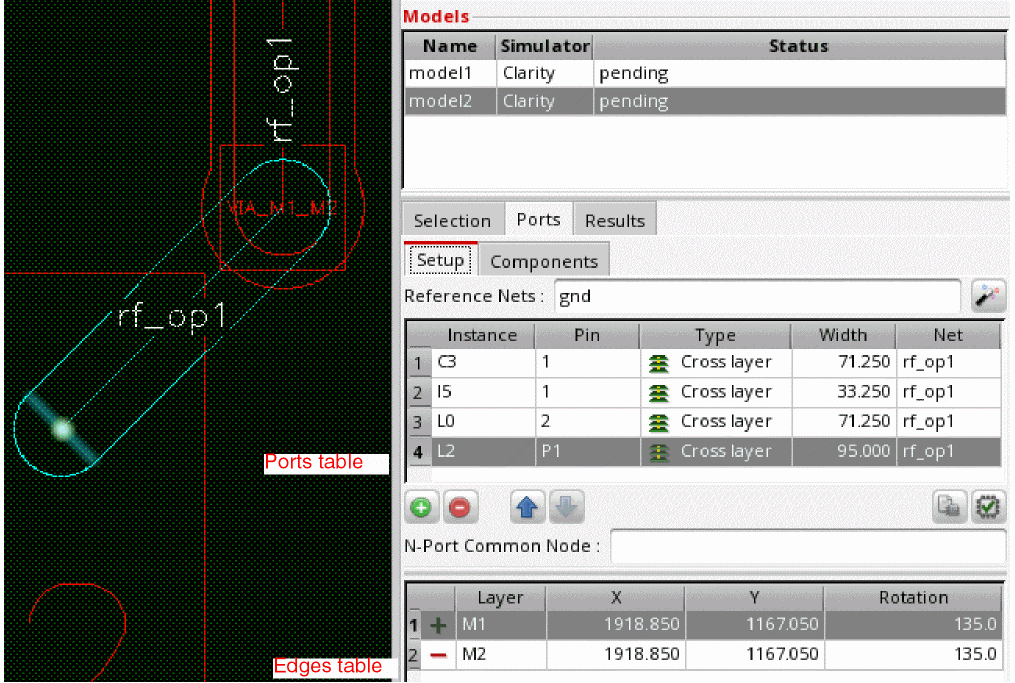 rf_op1
VIA_M1_M2
rf_op1
Ports table
Edges table
Models
Name Simulator Status
model1 Clarity pending
model2 Clarity pending
Selection Ports Results
Setup Components
Reference Nets : gnd
Instance Pin Type Width Net
1 C3 1 Cross layer 71.250 rf_op1
2 I5 1 Cross layer 33.250 rf_op1
3 L0 2 Cross layer 71.250 rf_op1
4 L2 P1 Cross layer 95.000 rf_op1
N-Port Common Node :
Layer X Y Rotation
1 + M1 1918.850 1167.050 135.0
2 − M2 1918.850 1167.050 135.0